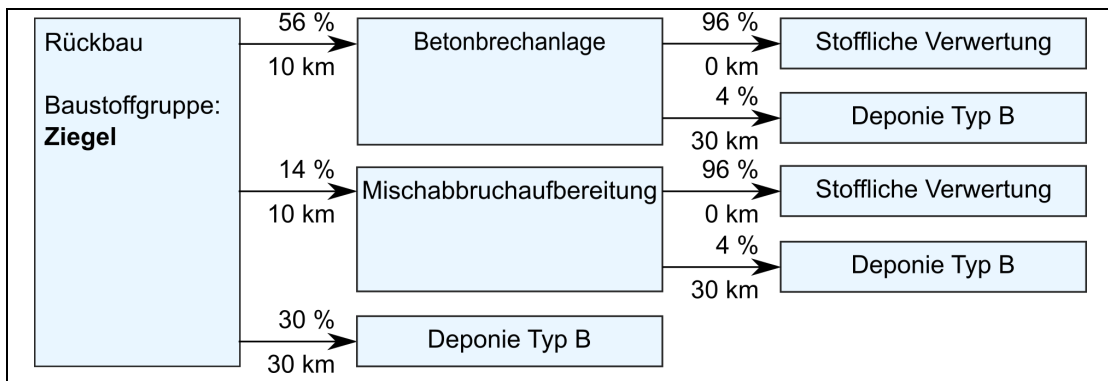 Rückbau
Baustoffgruppe:
Ziegel
56 %
10 km
Betonbrechanlage
96 %
0 km
Stoffliche Verwertung
4 %
30 km
Deponie Typ B
14 %
10 km
Mischabbruchaufbereitung
96 %
0 km
Stoffliche Verwertung
4 %
30 km
Deponie Typ B
30 %
30 km
Deponie Typ B